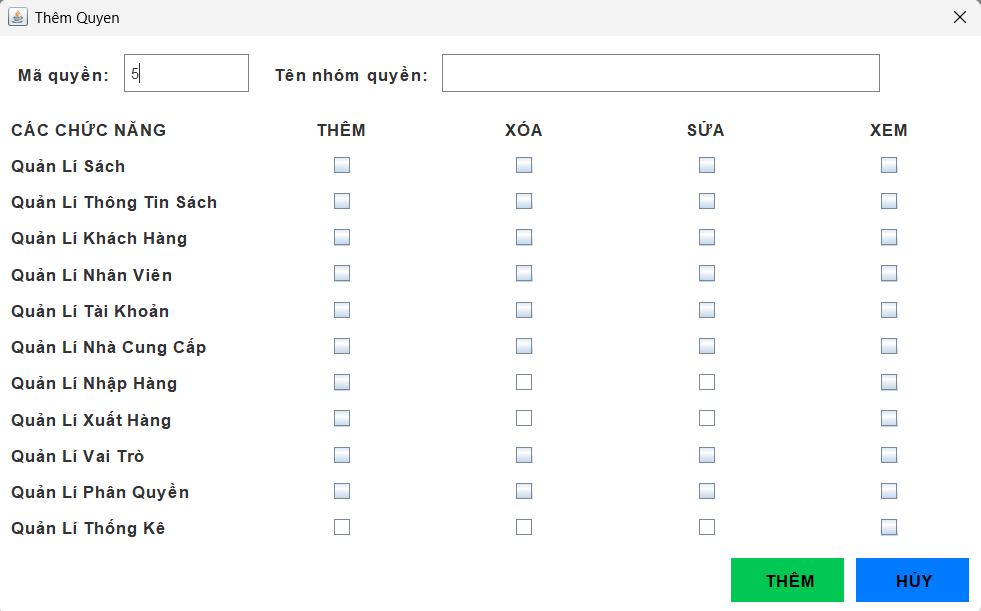 Thêm Quyen
Mã quyền: 5 Tên nhóm quyền:
CÁC CHỨC NĂNG THÊM XÓA SỬA XEM
Quản Lí Sách
Quản Lí Thông Tin Sách
Quản Lí Khách Hàng
Quản Lí Nhân Viên
Quản Lí Tài Khoản
Quản Lí Nhà Cung Cấp
Quản Lí Nhập Hàng
Quản Lí Xuất Hàng
Quản Lí Vai Trò
Quản Lí Phân Quyền
Quản Lí Thống Kê
THÊM HỦY